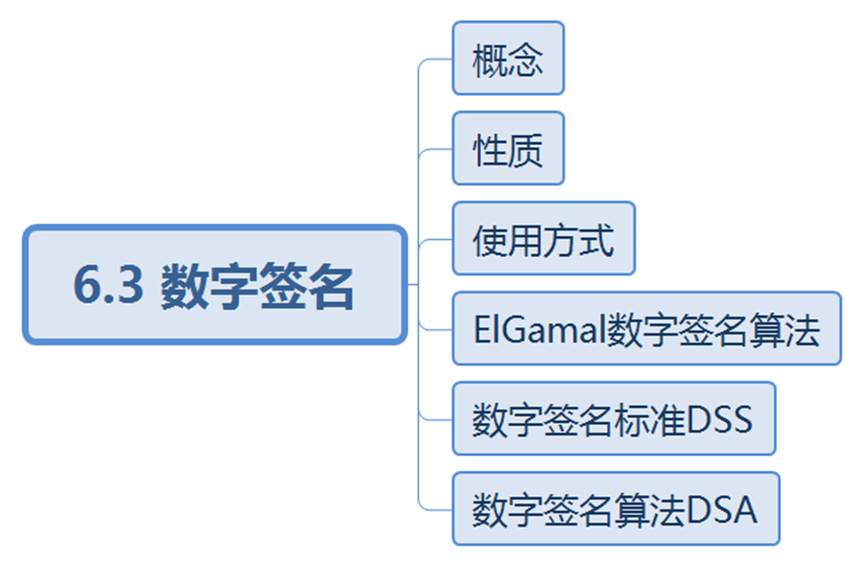 6.3 数字签名
概念
性质
使用方式
ElGamal数字签名算法
数字签名标准DSS
数字签名算法DSA